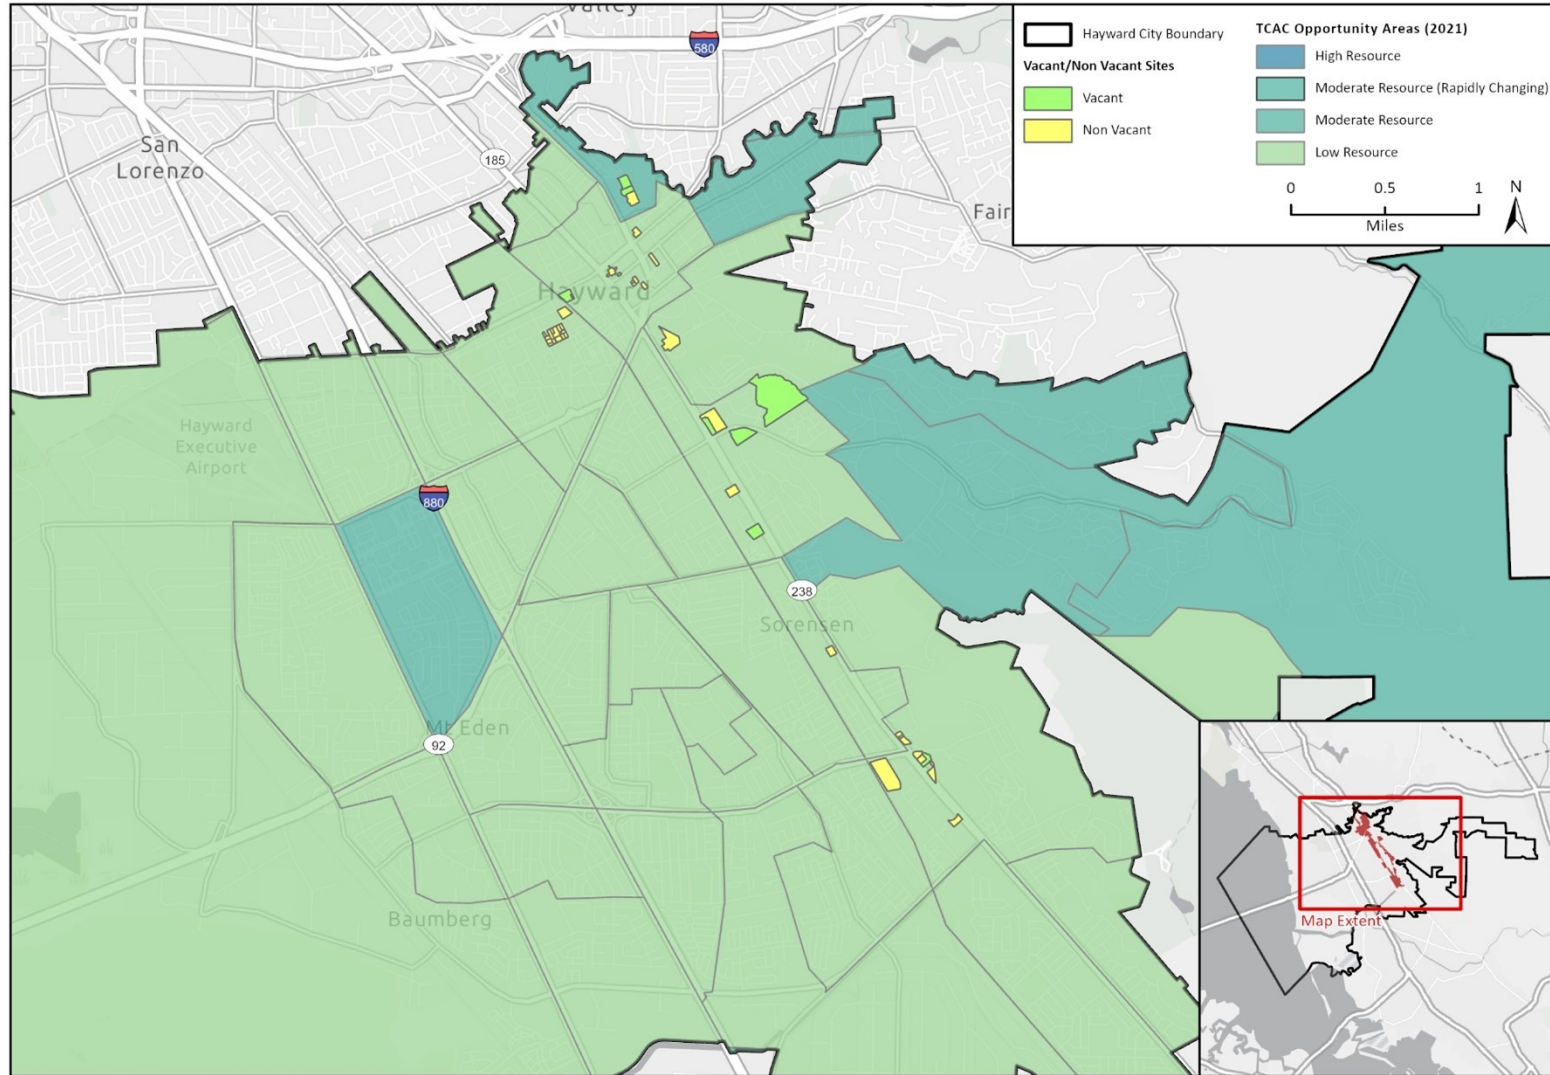 Valley
580
San
Lorenzo
185
Fair
Hayward
Hayward
Executive
Airport
880
238
Sorensen
Mt Eden
92
Baumberg
Hayward City Boundary
Vacant/Non Vacant Sites
Vacant
Non Vacant
TCAC Opportunity Areas (2021)
High Resource
Moderate Resource (Rapidly Changing)
Moderate Resource
Low Resource
0 0.5 1
Miles
N
Map Extent